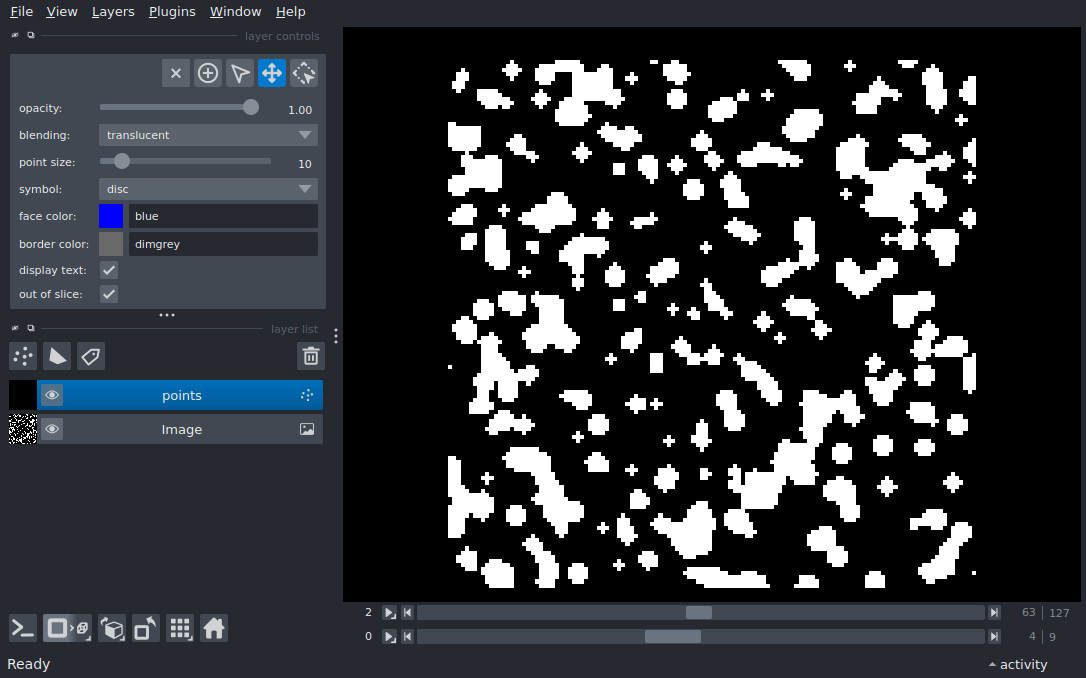 File View Layers Plugins Window Help
layer controls
opacity: 1.00
blending: translucent
point size: 10
symbol: disc
face color: blue
border color: dimgrey
display text:
out of slice:
layer list
points
Image
2 63 127
0 4 9
Ready activity